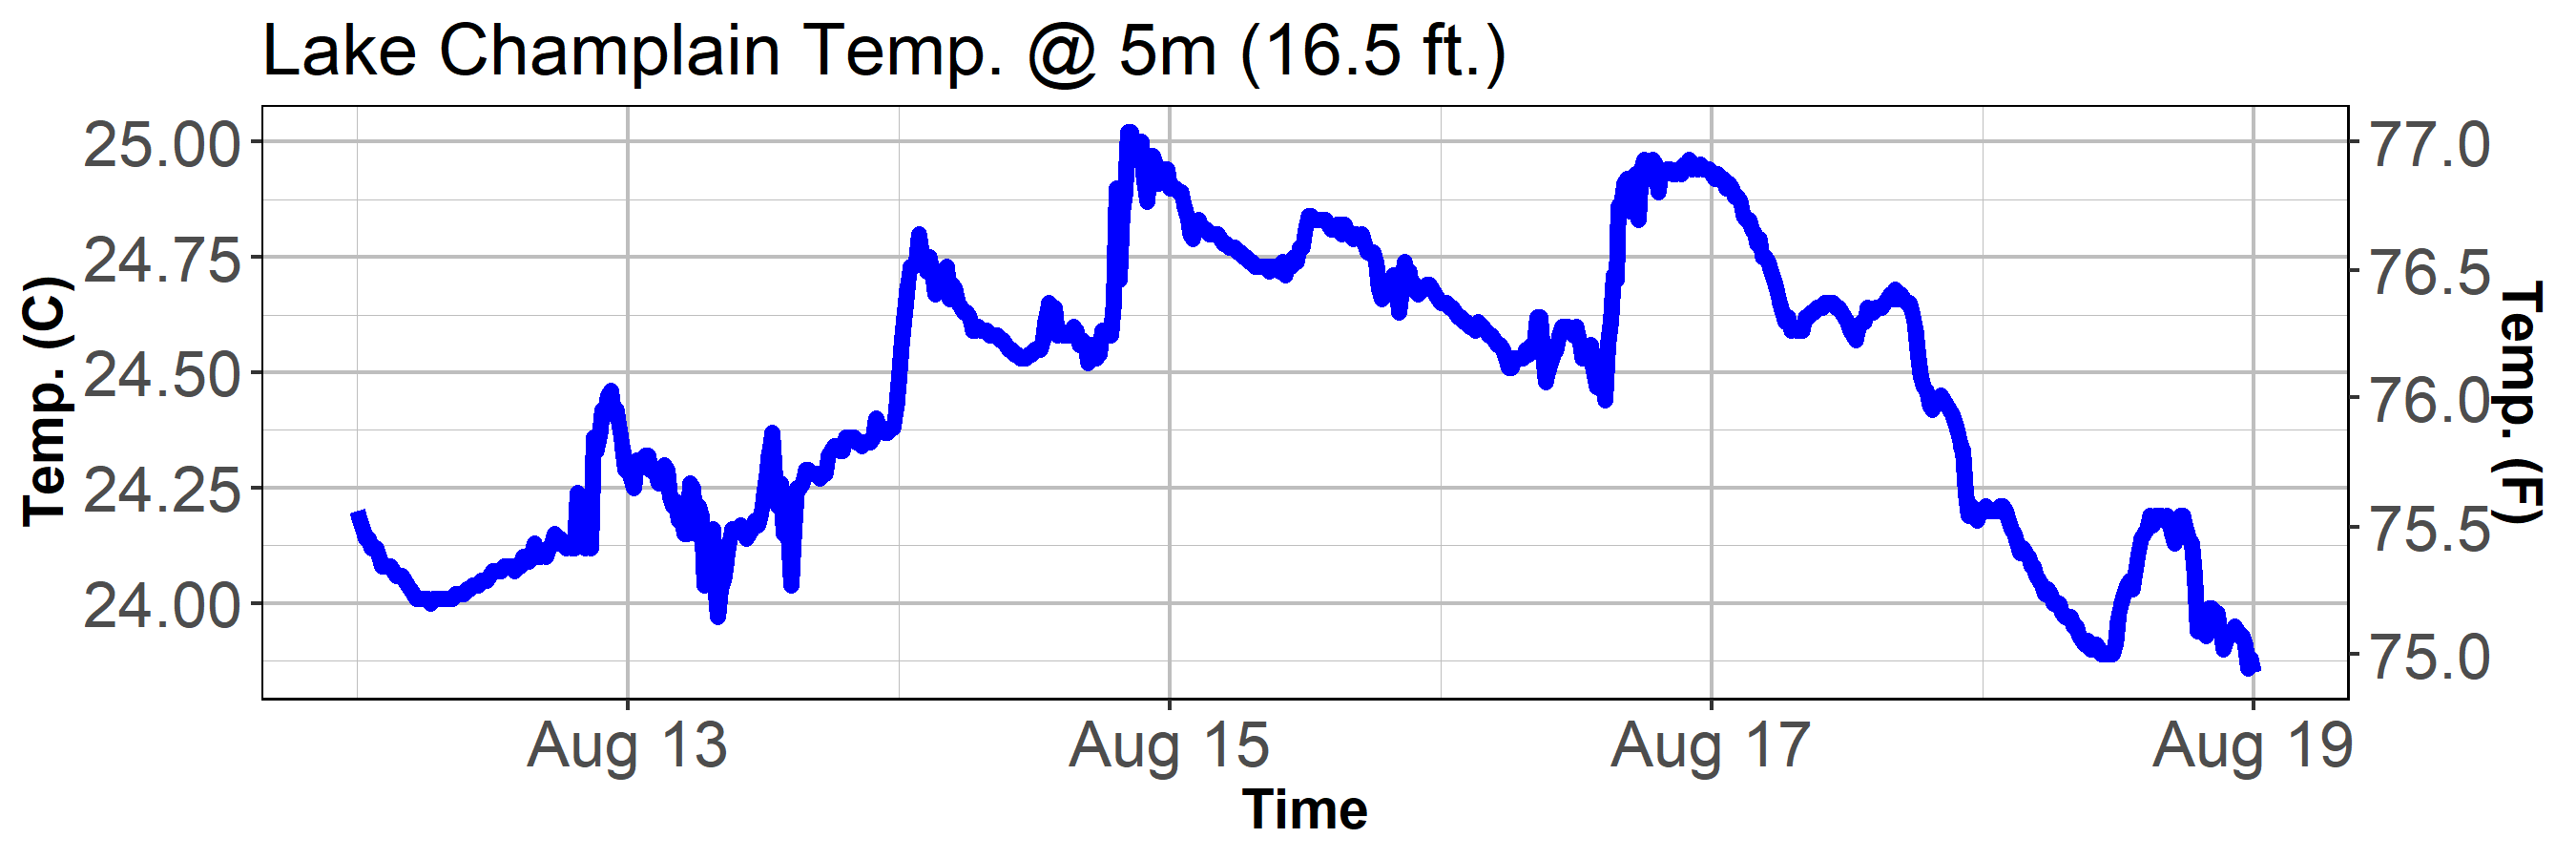 Lake Champlain Temp. @ 5m (16.5 ft.)
Temp. (C)
25.00
24.75
24.50
24.25
24.00
77.0
76.5
76.0
75.5
75.0
Temp. (F)
Aug 13
Aug 15
Aug 17
Aug 19
Time